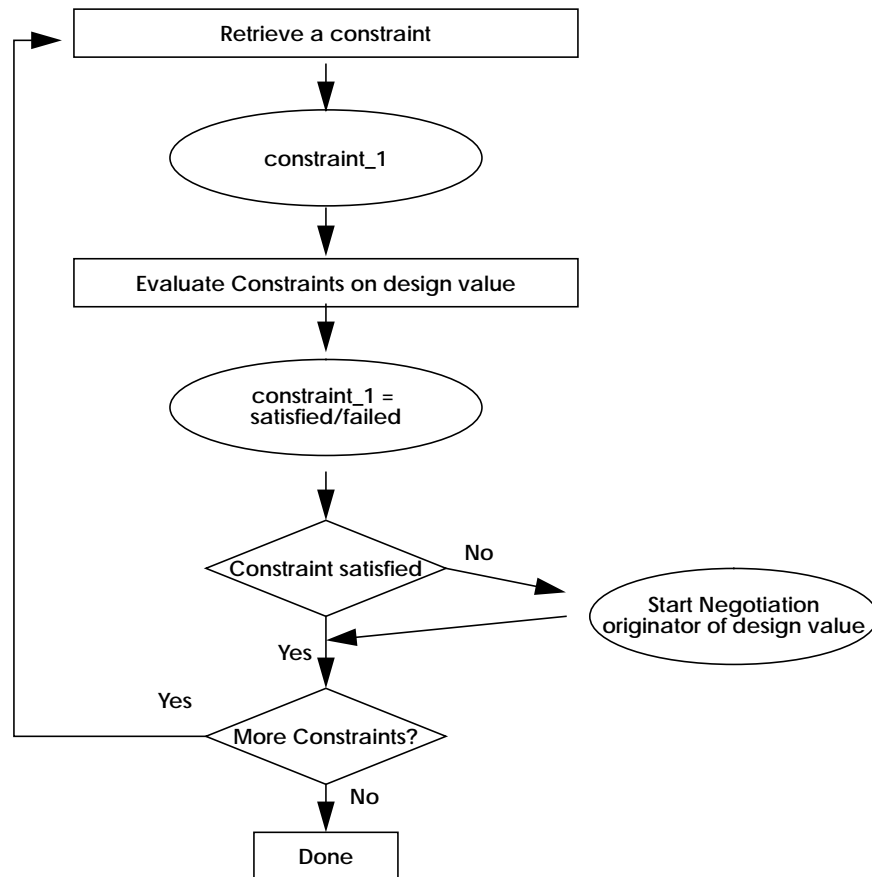 Retrieve a constraint
constraint_1
Evaluate Constraints on design value
constraint_1 =
satisfied/failed
Constraint satisfied
No
Start Negotiation
originator of design value
Yes
Yes
More Constraints?
No
Done